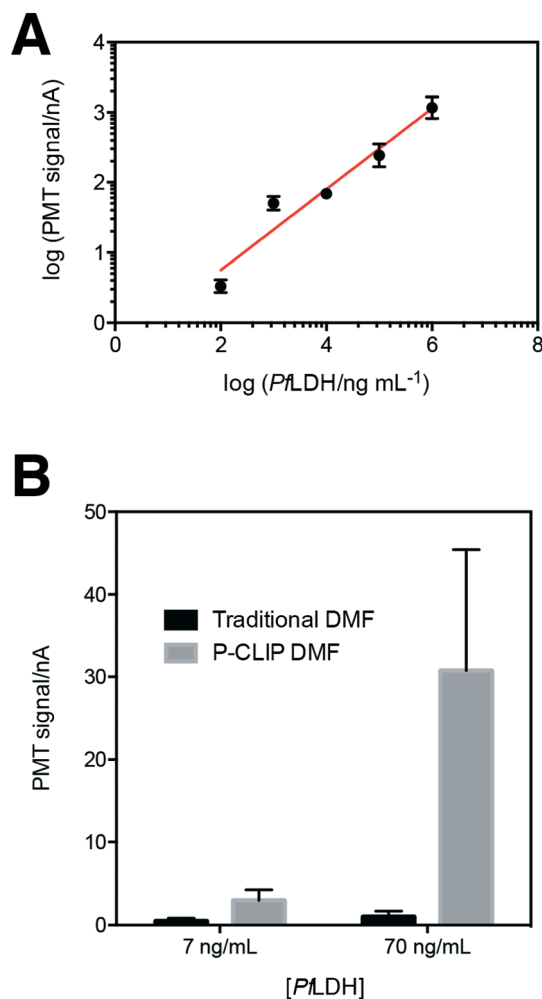 A
4
3
2
1
0
log (PMT signal/nA)
0 2 4 6 8
log (PfLDH/ng mL⁻¹)
B
50
40
30
20
10
0
PMT signal/nA
Traditional DMF
P-CLIP DMF
7 ng/mL 70 ng/mL
[PfLDH]